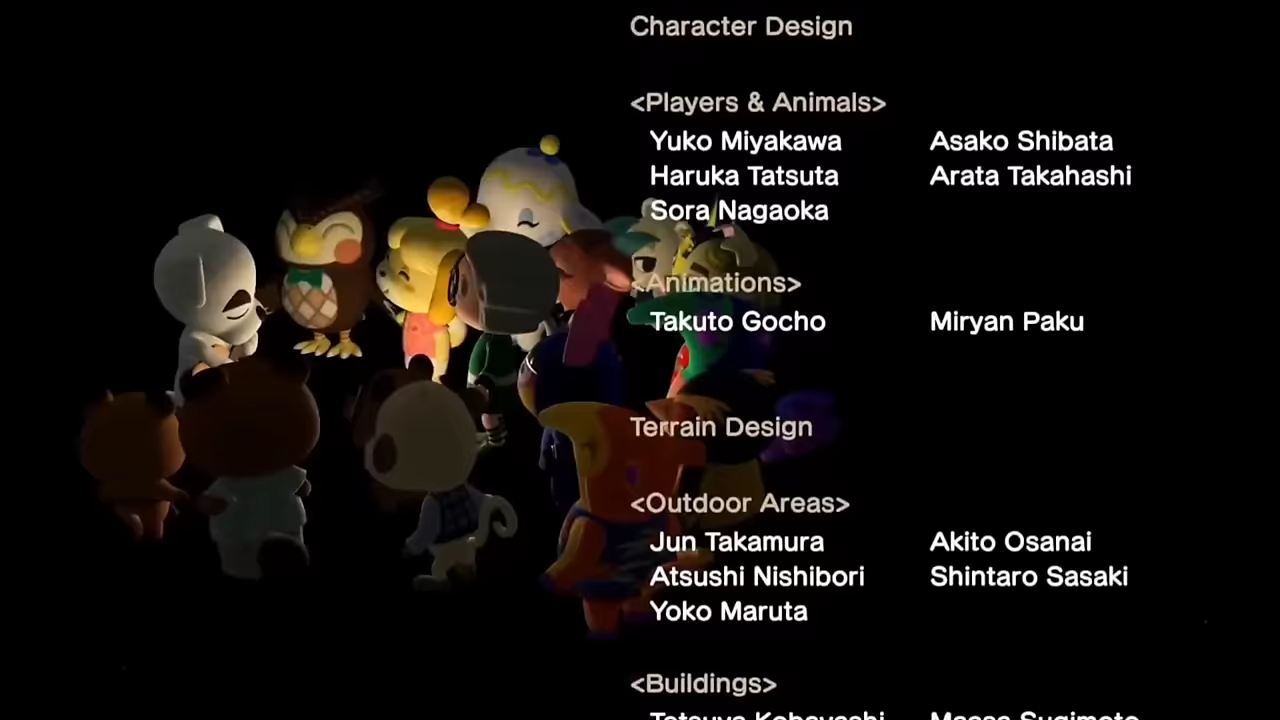 Character Design
<Players & Animals>
Yuko Miyakawa Asako Shibata
Haruka Tatsuta Arata Takahashi
Sora Nagaoka
<Animations>
Takuto Gocho Miryan Paku
Terrain Design
<Outdoor Areas>
Jun Takamura Akito Osanai
Atsushi Nishibori Shintaro Sasaki
Yoko Maruta
<Buildings>